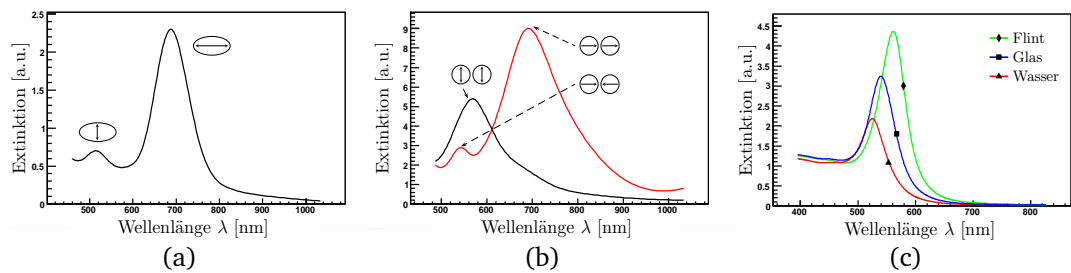 Extinktion [a.u.]
2.5
2
1.5
1
0.5
0
500 600 700 800 900 1000
Wellenlänge λ [nm]
(a)
Extinktion [a.u.]
9
8
7
6
5
4
3
2
1
0
500 600 700 800 900 1000
Wellenlänge λ [nm]
(b)
Extinktion [a.u.]
4.5
4
3.5
3
2.5
2
1.5
1
0.5
0
400 500 600 700 800
Flint
Glas
Wasser
Wellenlänge λ [nm]
(c)